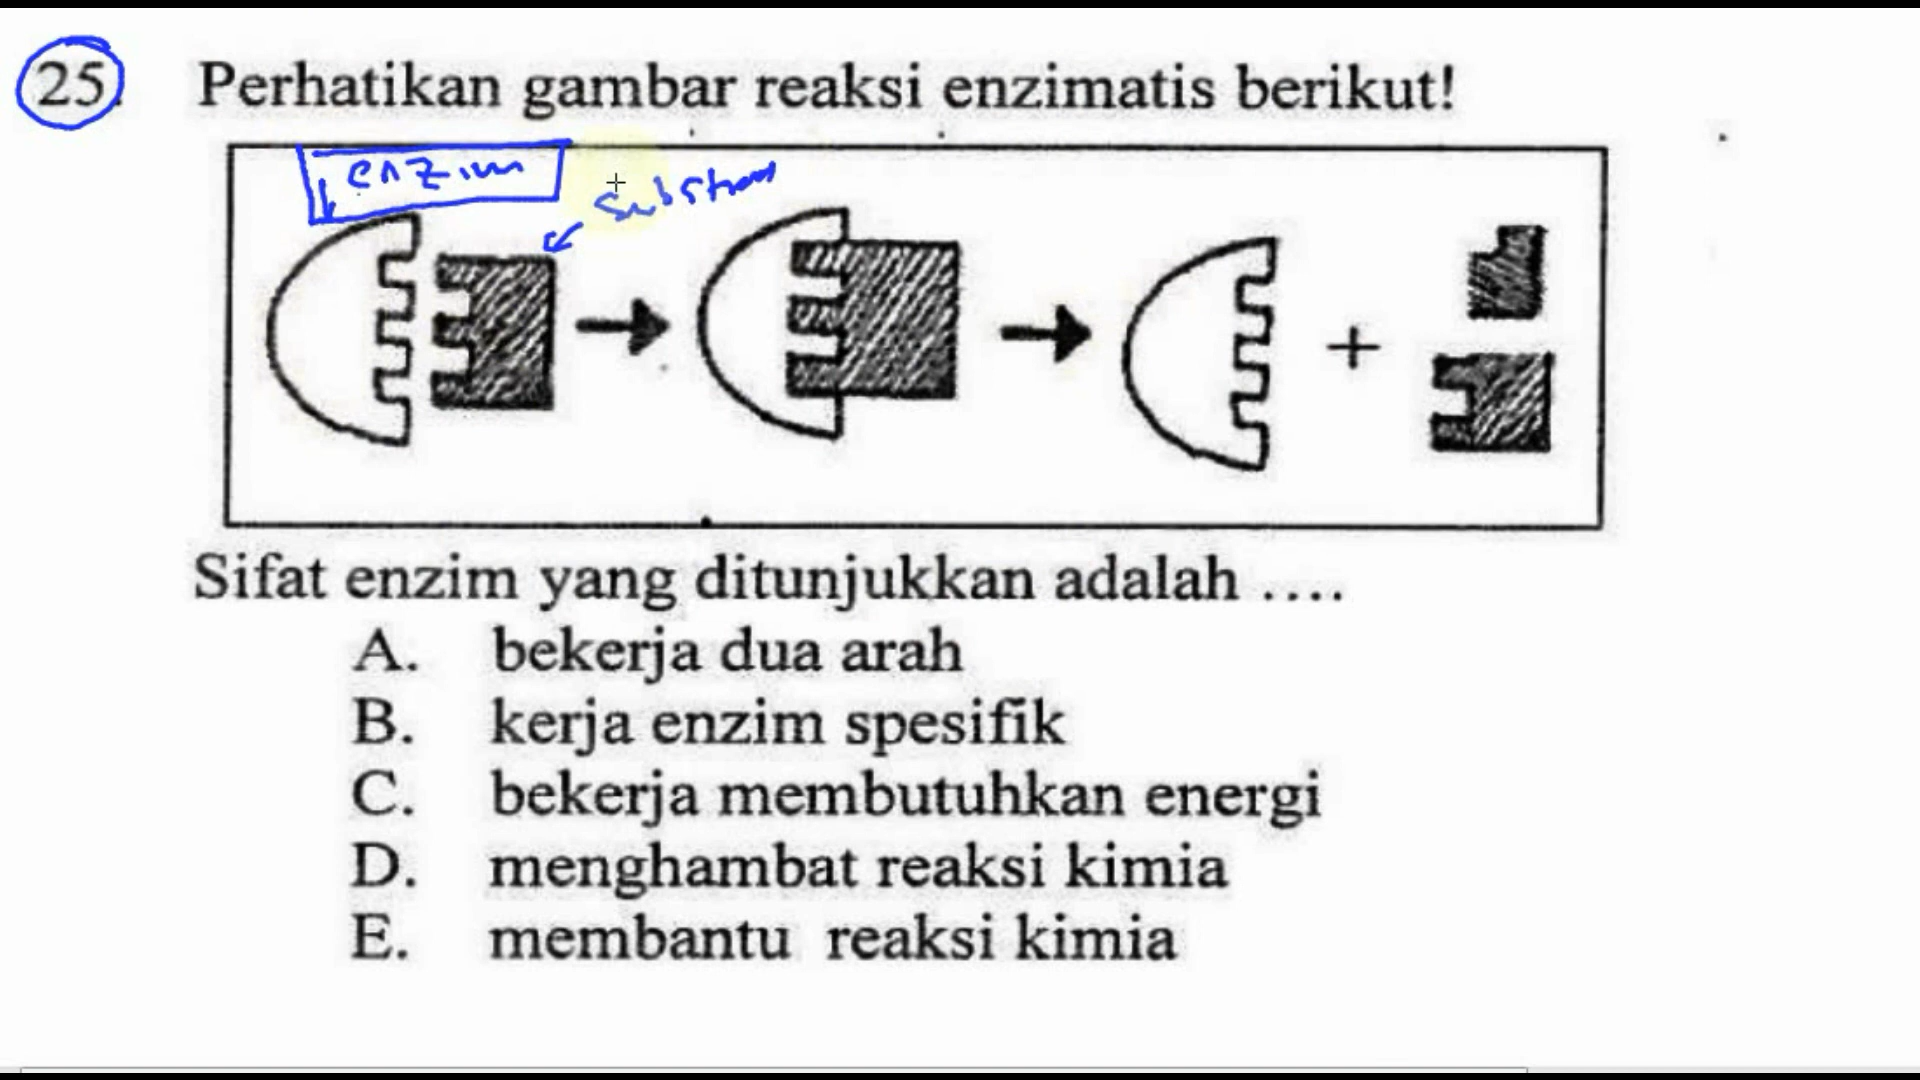 25. Perhatikan gambar reaksi enzimatis berikut!
enzim
substrat
+
Sifat enzim yang ditunjukkan adalah ....
A. bekerja dua arah
B. kerja enzim spesifik
C. bekerja membutuhkan energi
D. menghambat reaksi kimia
E. membantu reaksi kimia